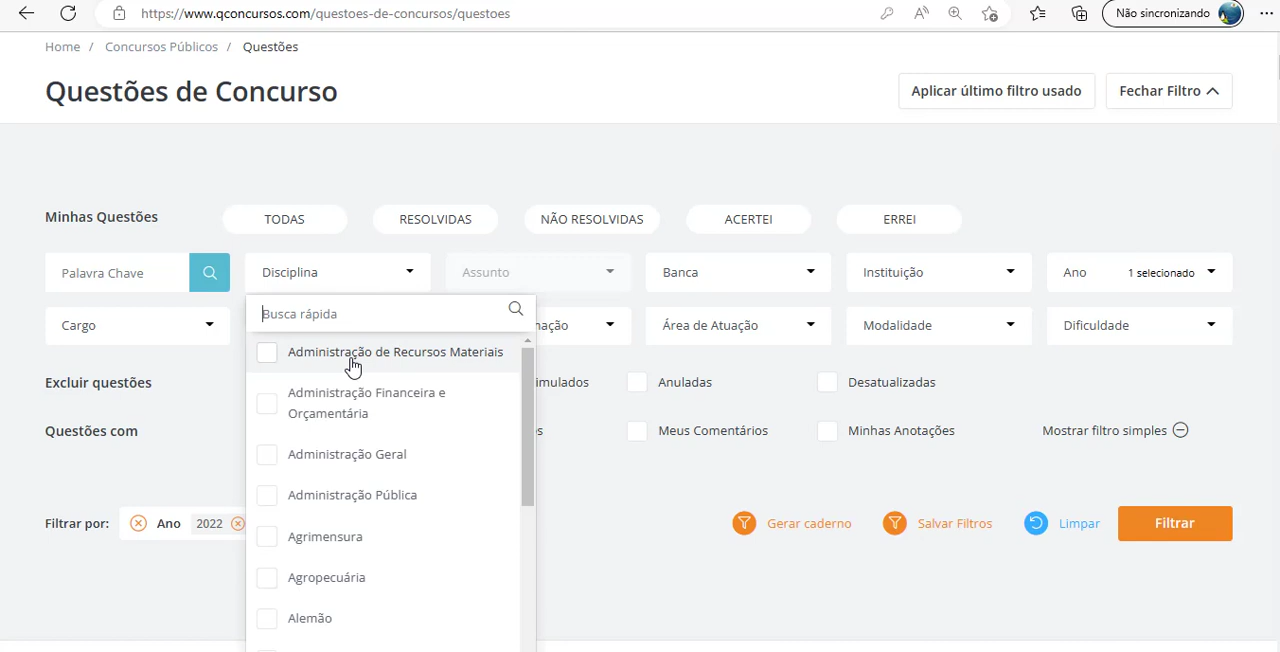 https://www.qconcursos.com/questoes-de-concursos/questoes
A
Não sincronizando
Home / Concursos Públicos / Questões
Questões de Concurso
Aplicar último filtro usado
Fechar Filtro
Minhas Questões
TODAS
RESOLVIDAS
NÃO RESOLVIDAS
ACERTEI
ERREI
Palavra Chave
Disciplina
Assunto
Banca
Instituição
Ano 1 selecionado
Cargo
Área de Atuação
Modalidade
Dificuldade
Busca rápida
Administração de Recursos Materiais
Administração Financeira e
Orçamentária
Administração Geral
Administração Pública
Agrimensura
Agropecuária
Alemão
Excluir questões
Anuladas
Desatualizadas
Questões com
Meus Comentários
Minhas Anotações
Mostrar filtro simples
Filtrar por:
Ano 2022
Gerar caderno
Salvar Filtros
Limpar
Filtrar